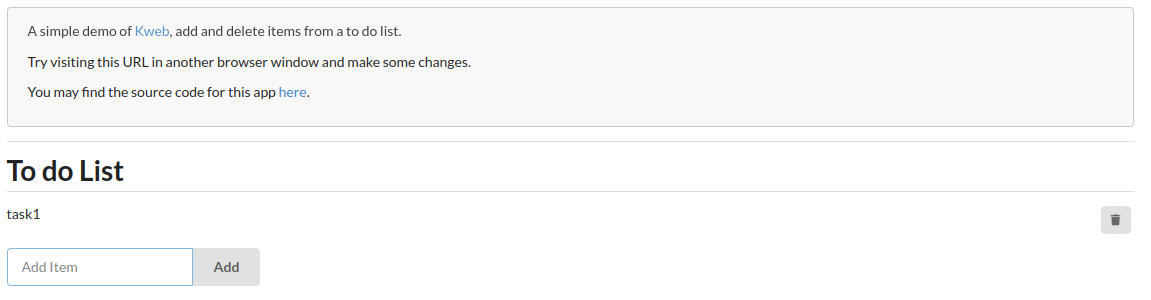 A simple demo of Kweb, add and delete items from a to do list.
Try visiting this URL in another browser window and make some changes.
You may find the source code for this app here.
To do List
task1
Add Item Add